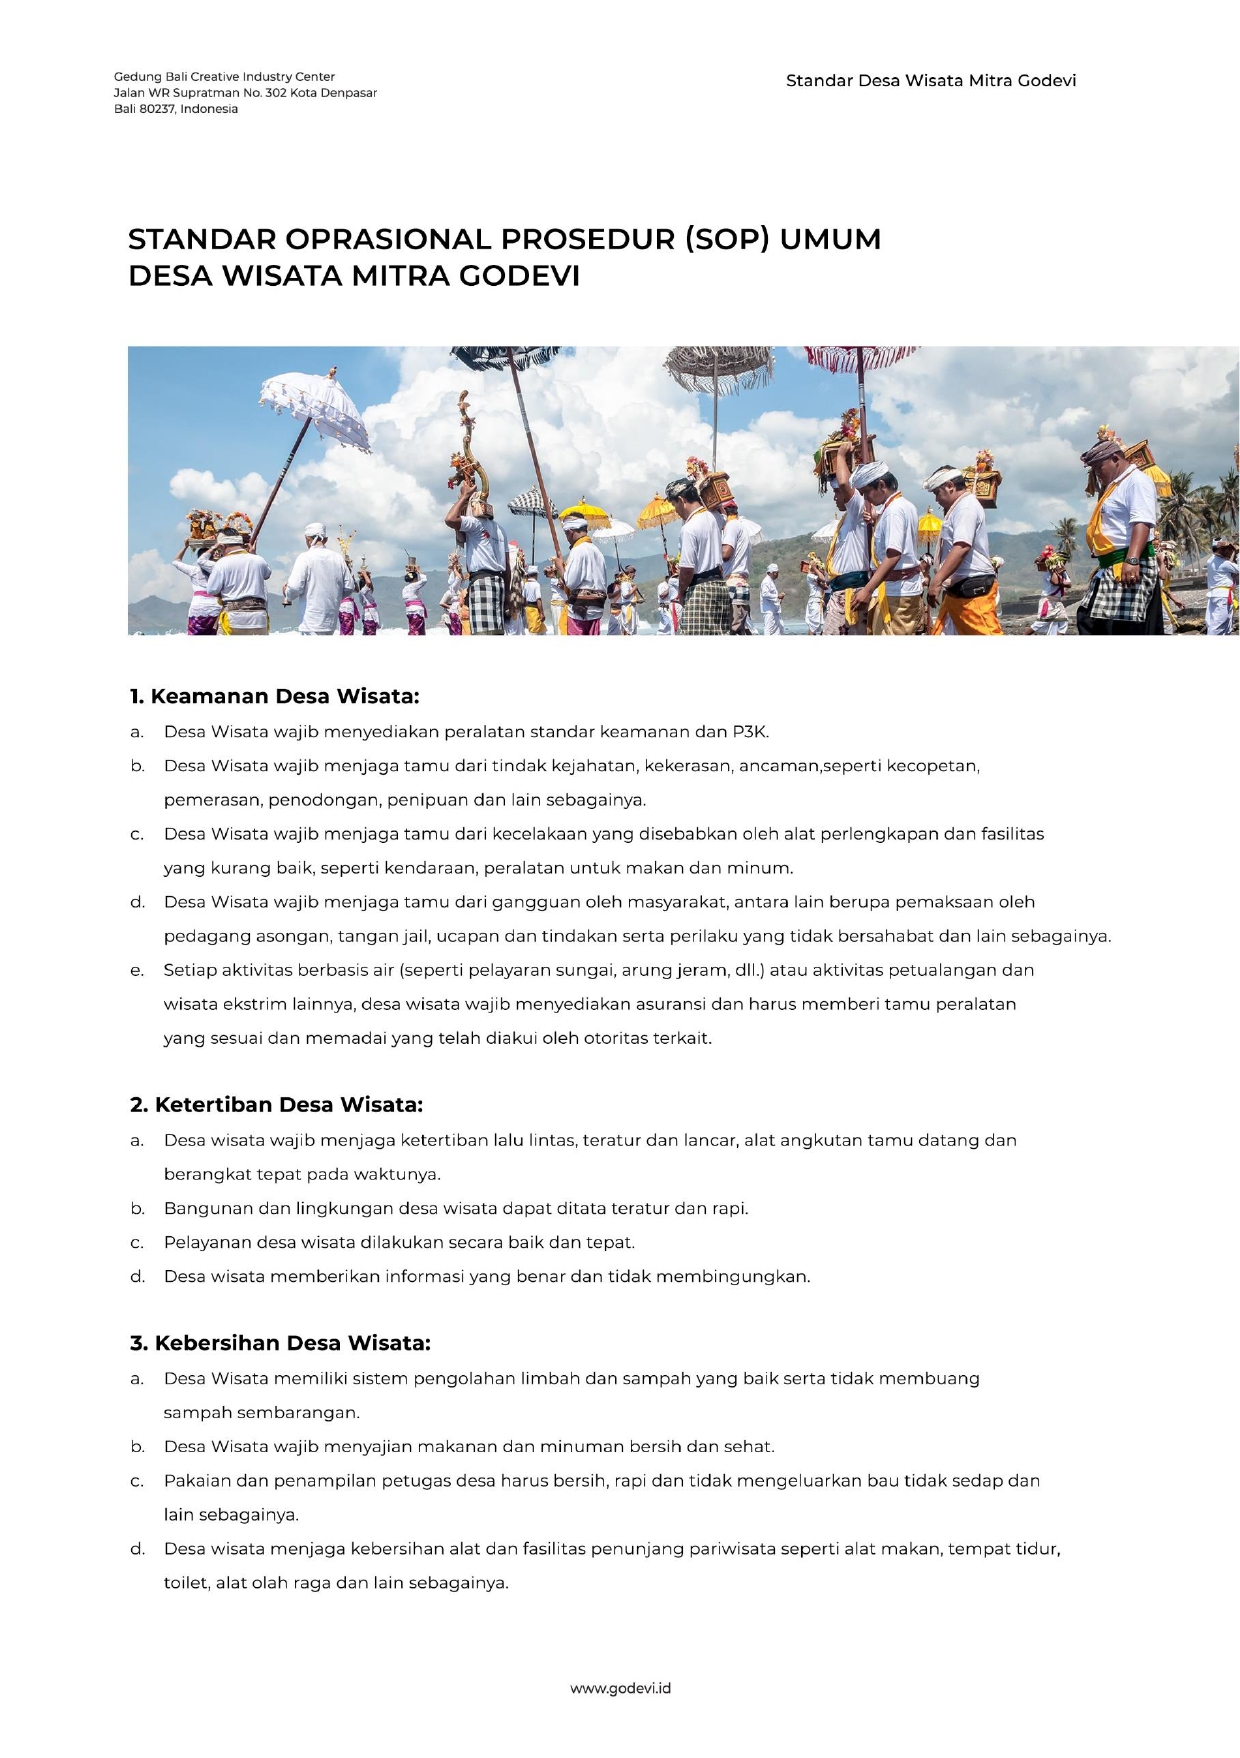 Gedung Bali Creative Industry Center
Jalan WR Supratman No. 302 Kota Denpasar
Bali 80237, Indonesia
Standar Desa Wisata Mitra Godevi
STANDAR OPRASIONAL PROSEDUR (SOP) UMUM
DESA WISATA MITRA GODEVI
1. Keamanan Desa Wisata:
a. Desa Wisata wajib menyediakan peralatan standar keamanan dan P3K.
b. Desa Wisata wajib menjaga tamu dari tindak kejahatan, kekerasan, ancaman,seperti kecopetan,
pemerasan, penodongan, penipuan dan lain sebagainya.
c. Desa Wisata wajib menjaga tamu dari kecelakaan yang disebabkan oleh alat perlengkapan dan fasilitas
yang kurang baik, seperti kendaraan, peralatan untuk makan dan minum.
d. Desa Wisata wajib menjaga tamu dari gangguan oleh masyarakat, antara lain berupa pemaksaan oleh
pedagang asongan, tangan jail, ucapan dan tindakan serta perilaku yang tidak bersahabat dan lain sebagainya.
e. Setiap aktivitas berbasis air (seperti pelayaran sungai, arung jeram, dll.) atau aktivitas petualangan dan
wisata ekstrim lainnya, desa wisata wajib menyediakan asuransi dan harus memberi tamu peralatan
yang sesuai dan memadai yang telah diakui oleh otoritas terkait.
2. Ketertiban Desa Wisata:
a. Desa wisata wajib menjaga ketertiban lalu lintas, teratur dan lancar, alat angkutan tamu datang dan
berangkat tepat pada waktunya.
b. Bangunan dan lingkungan desa wisata dapat ditata teratur dan rapi.
c. Pelayanan desa wisata dilakukan secara baik dan tepat.
d. Desa wisata memberikan informasi yang benar dan tidak membingungkan.
3. Kebersihan Desa Wisata:
a. Desa Wisata memiliki sistem pengolahan limbah dan sampah yang baik serta tidak membuang
sampah sembarangan.
b. Desa Wisata wajib menyajian makanan dan minuman bersih dan sehat.
c. Pakaian dan penampilan petugas desa harus bersih, rapi dan tidak mengeluarkan bau tidak sedap dan
lain sebagainya.
d. Desa wisata menjaga kebersihan alat dan fasilitas penunjang pariwisata seperti alat makan, tempat tidur,
toilet, alat olah raga dan lain sebagainya.
www.godevi.id